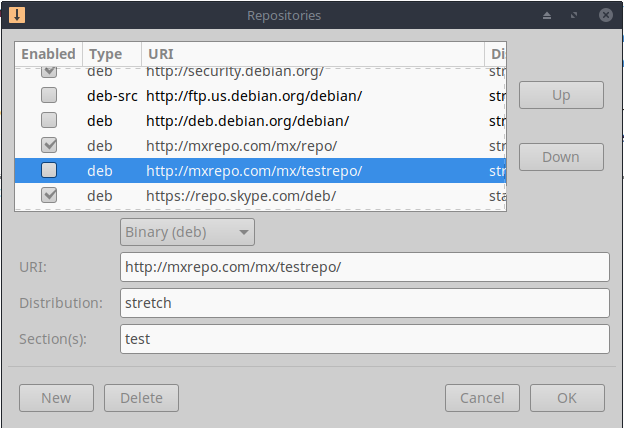 Repositories
Enabled Type URI Di
deb http://security.debian.org/ str
deb-src http://ftp.us.debian.org/debian/ str
deb http://deb.debian.org/debian/ str
deb http://mxrepo.com/mx/repo/ str
deb http://mxrepo.com/mx/testrepo/ str
deb https://repo.skype.com/deb/ sta
Up
Down
Binary (deb)
URI: http://mxrepo.com/mx/testrepo/
Distribution: stretch
Section(s): test
New Delete Cancel OK